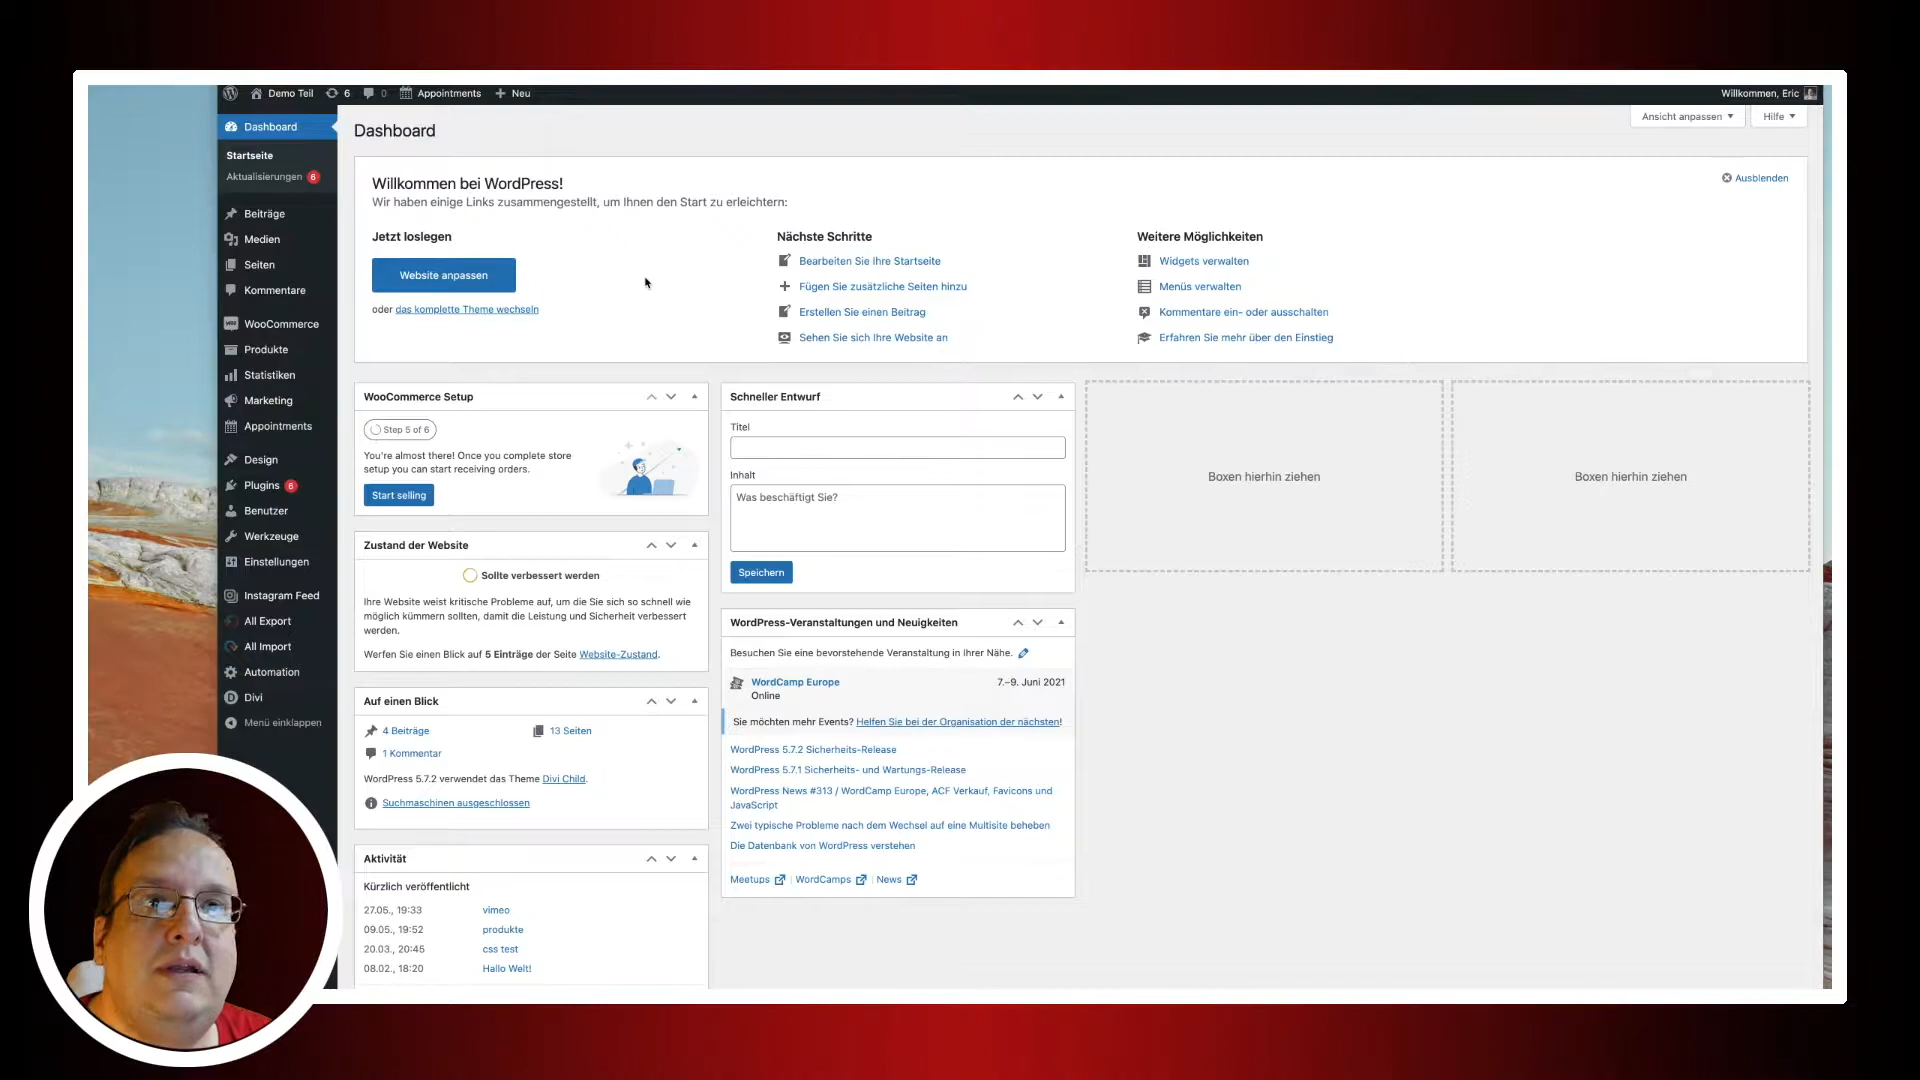 Demo Teil 6 0 Appointments Neu
Willkommen, Eric
Dashboard
Startseite
Aktualisierungen 6
Beiträge
Medien
Seiten
Kommentare
WooCommerce
Produkte
Statistiken
Marketing
Appointments
Design
Plugins 6
Benutzer
Werkzeuge
Einstellungen
Instagram Feed
All Export
All Import
Automation
Divi
Menü einklappen
Dashboard
Ansicht anpassen
Hilfe
Willkommen bei WordPress!
Wir haben einige Links zusammengestellt, um Ihnen den Start zu erleichtern:
Ausblenden
Jetzt loslegen
Website anpassen
oder das komplette Theme wechseln
Nächste Schritte
Bearbeiten Sie Ihre Startseite
Fügen Sie zusätzliche Seiten hinzu
Erstellen Sie einen Beitrag
Sehen Sie sich Ihre Website an
Weitere Möglichkeiten
Widgets verwalten
Menüs verwalten
Kommentare ein- oder ausschalten
Erfahren Sie mehr über den Einstieg
WooCommerce Setup
Step 5 of 6
You're almost there! Once you complete store
setup you can start receiving orders.
Start selling
Zustand der Website
Sollte verbessert werden
Ihre Website weist kritische Probleme auf, um die Sie sich so schnell wie
möglich kümmern sollten, damit die Leistung und Sicherheit verbessert
werden.
Werfen Sie einen Blick auf 5 Einträge der Seite Website-Zustand.
Auf einen Blick
4 Beiträge
13 Seiten
1 Kommentar
WordPress 5.7.2 verwendet das Theme Divi Child.
Suchmaschinen ausgeschlossen
Aktivität
Kürzlich veröffentlicht
27.05., 19:33 vimeo
09.05., 19:52 produkte
20.03., 20:45 css test
08.02., 18:20 Hallo Welt!
Schneller Entwurf
Titel
Inhalt
Was beschäftigt Sie?
Speichern
WordPress-Veranstaltungen und Neuigkeiten
Besuchen Sie eine bevorstehende Veranstaltung in Ihrer Nähe.
WordCamp Europe 7.–9. Juni 2021
Online
Sie möchten mehr Events? Helfen Sie bei der Organisation der nächsten!
WordPress 5.7.2 Sicherheits-Release
WordPress 5.7.1 Sicherheits- und Wartungs-Release
WordPress News #313 / WordCamp Europe, ACF Verkauf, Favicons und
JavaScript
Zwei typische Probleme nach dem Wechsel auf eine Multisite beheben
Die Datenbank von WordPress verstehen
Meetups | WordCamps | News
Boxen hierhin ziehen
Boxen hierhin ziehen